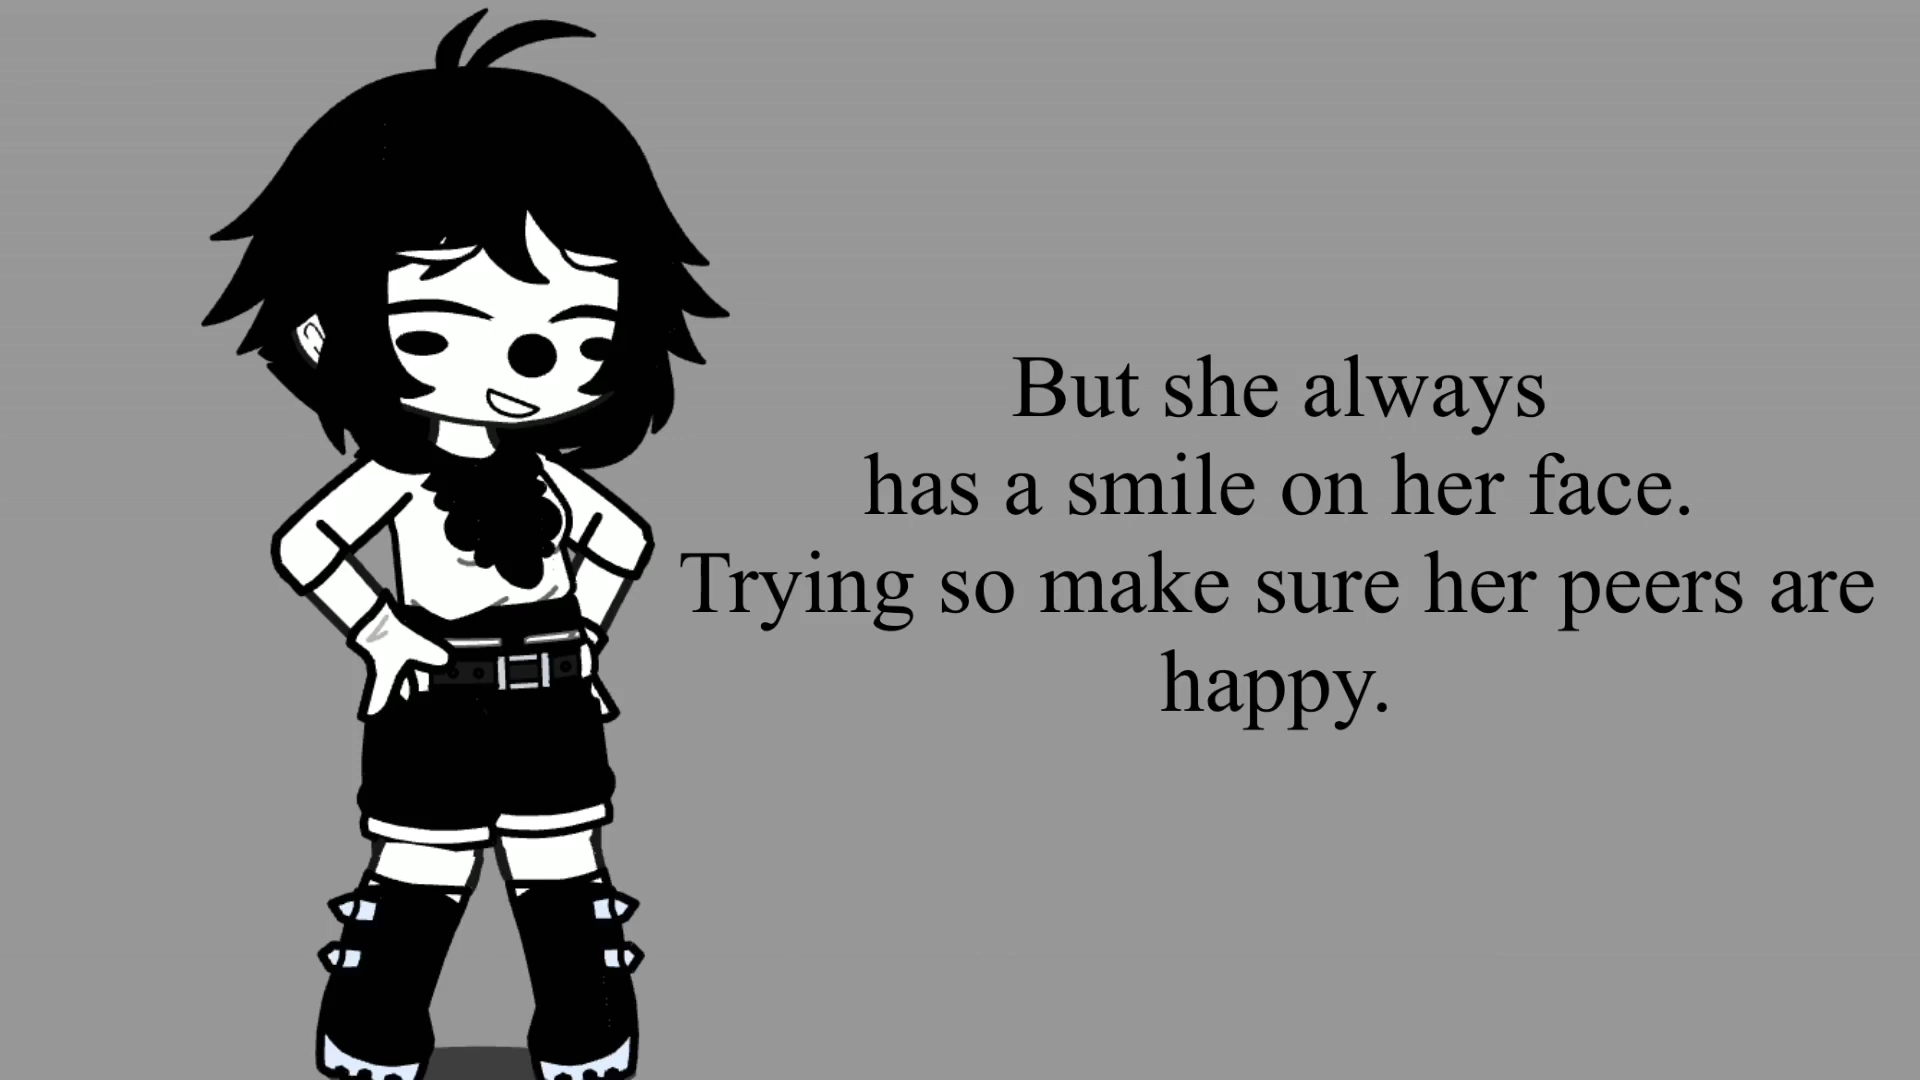 But she always
has a smile on her face.
Trying so make sure her peers are
happy.